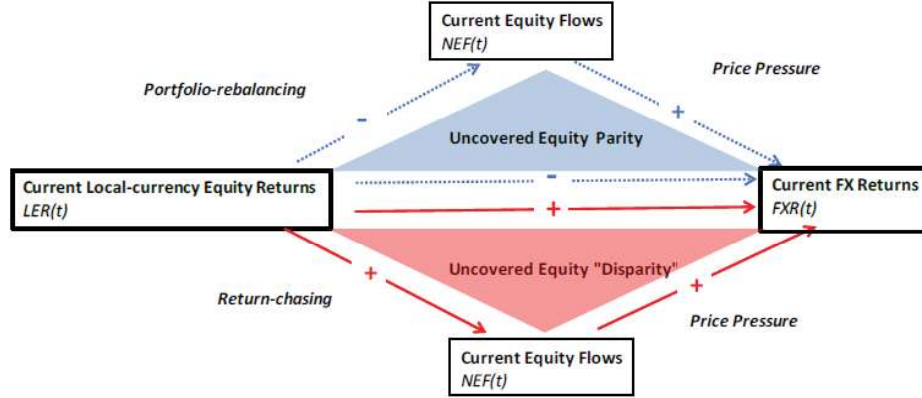 Current Equity Flows
NEF(t)
Portfolio-rebalancing
Price Pressure
-
+
Uncovered Equity Parity
Current Local-currency Equity Returns
LER(t)
-
+
Current FX Returns
FXR(t)
Uncovered Equity "Disparity"
+
+
Return-chasing
Price Pressure
Current Equity Flows
NEF(t)